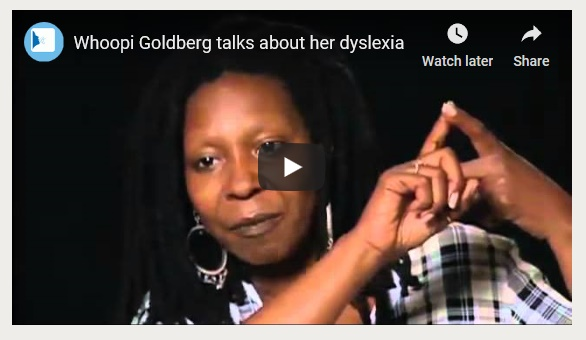 Whoopi Goldberg talks about her dyslexia
Watch later
Share